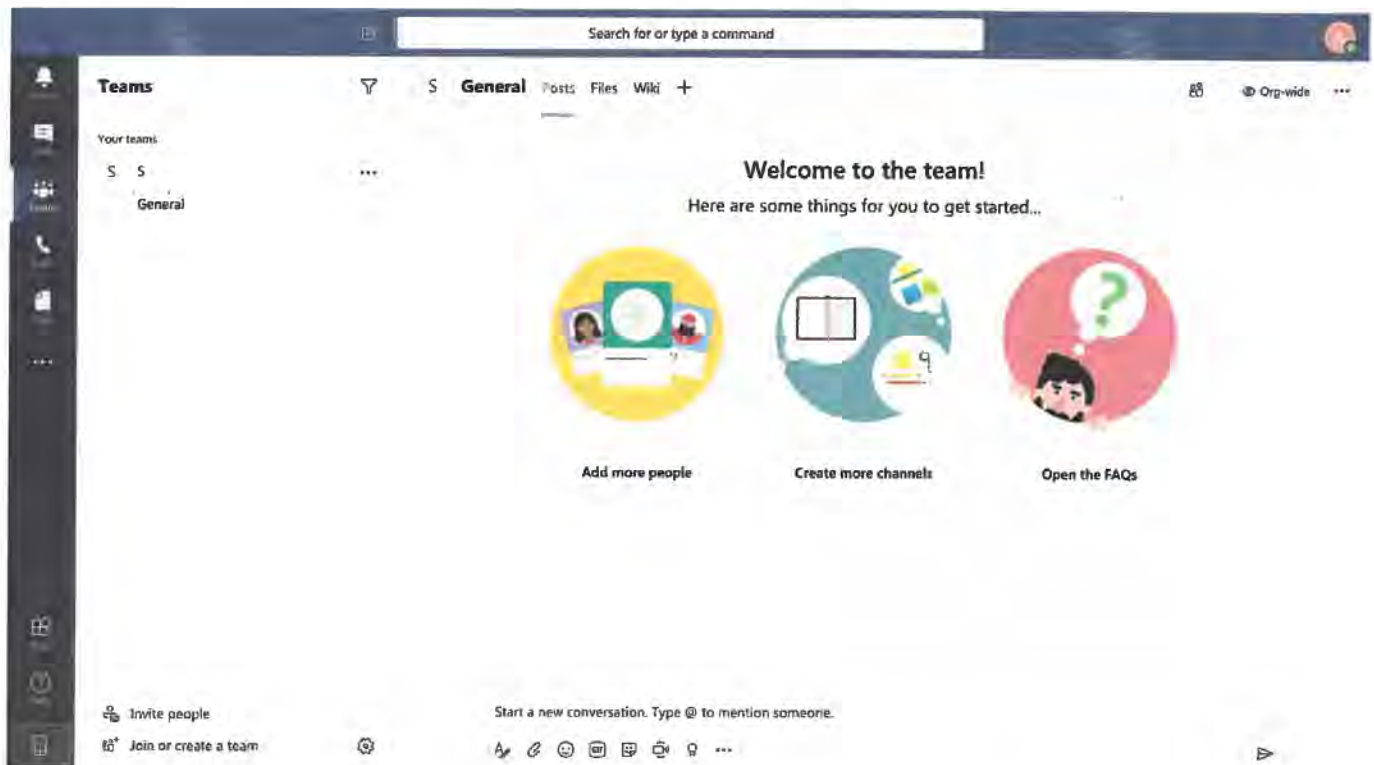 Search for or type a command
Teams
S General Posts Files Wiki +
Org-wide
Your teams
S S
General
Welcome to the team!
Here are some things for you to get started...
?
9
Add more people
Create more channels
Open the FAQs
Invite people
Join or create a team
Start a new conversation. Type @ to mention someone.
GIF